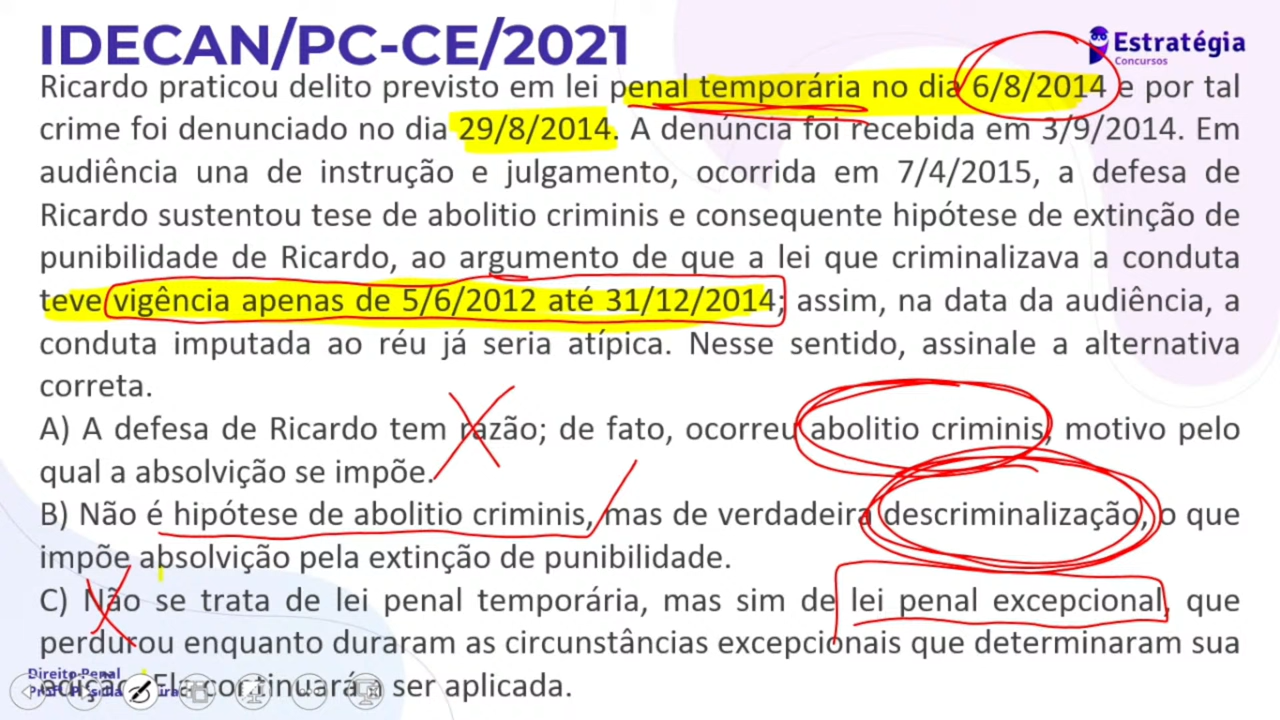 IDECAN/PC-CE/2021
Estratégia
Concursos
Ricardo praticou delito previsto em lei penal temporária no dia 6/8/2014 e por tal
crime foi denunciado no dia 29/8/2014. A denúncia foi recebida em 3/9/2014. Em
audiência una de instrução e julgamento, ocorrida em 7/4/2015, a defesa de
Ricardo sustentou tese de abolitio criminis e consequente hipótese de extinção de
punibilidade de Ricardo, ao argumento de que a lei que criminalizava a conduta
teve vigência apenas de 5/6/2012 até 31/12/2014; assim, na data da audiência, a
conduta imputada ao réu já seria atípica. Nesse sentido, assinale a alternativa
correta.
A) A defesa de Ricardo tem razão; de fato, ocorreu abolitio criminis, motivo pelo
qual a absolvição se impõe.
B) Não é hipótese de abolitio criminis, mas de verdadeira descriminalização, o que
impõe absolvição pela extinção de punibilidade.
C) Não se trata de lei penal temporária, mas sim de lei penal excepcional, que
perdurou enquanto duraram as circunstâncias excepcionais que determinaram sua
Direito Penal
edição. Ela continuará a ser aplicada.